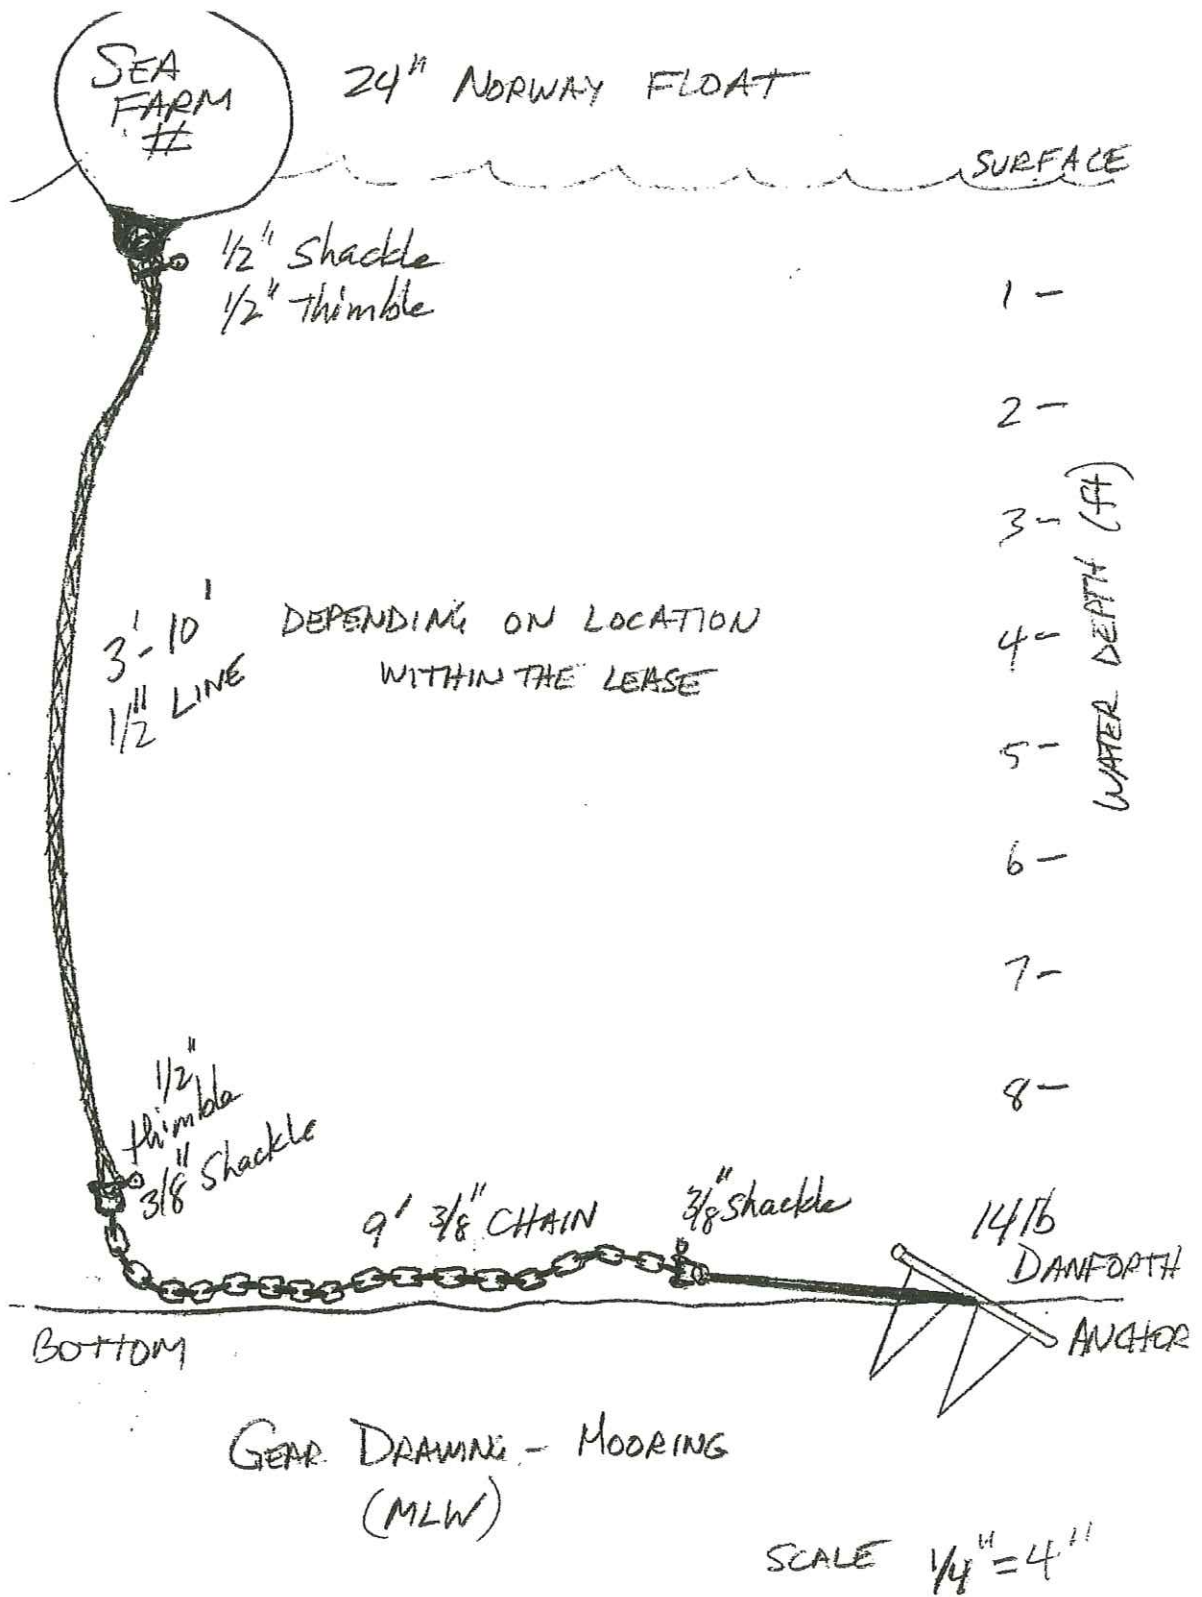 SEA
FARM
#
24" NORWAY FLOAT
SURFACE
1/2" Shackle
1/2" Thimble
1 -
2 -
3 -
4 -
5 -
6 -
7 -
8 -
WATER DEPTH (ft)
3'-10'
1/2" LINE
DEPENDING ON LOCATION
WITHIN THE LEASE
1/2"
thimble
3/8" Shackle
9' 3/8" CHAIN
3/8" Shackle
14 lb
DANFORTH
ANCHOR
BOTTOM
GEAR DRAWING - MOORING
(MLW)
SCALE 1/4" = 4"